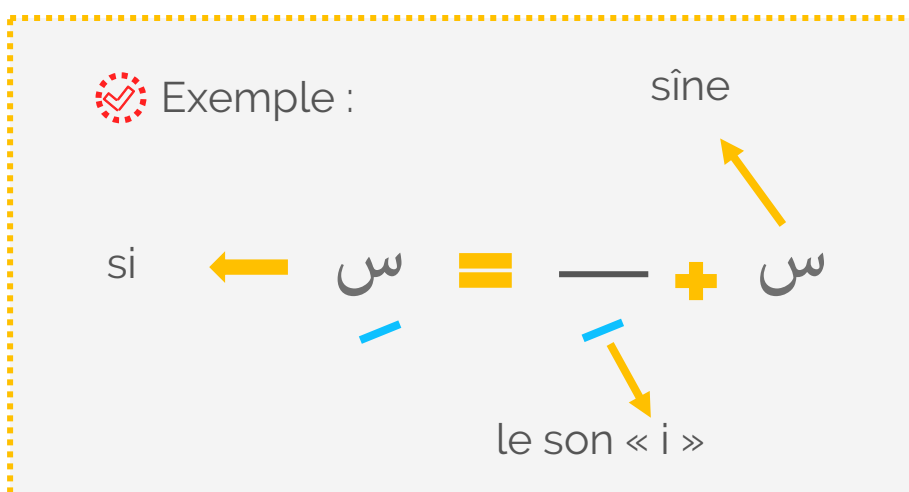 Exemple :
sîne
si ← سِ = ـِ + س
le son « i »